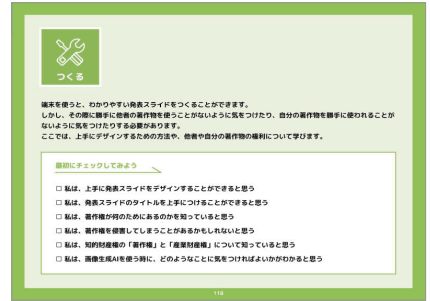 つくる
端末を使うと、わかりやすい発表スライドをつくることができます。
しかし、その際に勝手に他者の著作物を使うことがないように気をつけたり、自分の著作物を勝手に使われることが
ないように気をつけたりする必要があります。
ここでは、上手にデザインするための方法や、他者や自分の著作物の権利について学びます。
最初にチェックしてみよう
□ 私は、上手に発表スライドをデザインすることができると思う
□ 私は、発表スライドのタイトルを上手につけることができると思う
□ 私は、著作権が何のためにあるのかを知っていると思う
□ 私は、著作権を侵害してしまうことがあるかもしれないと思う
□ 私は、知的財産権の「著作権」と「産業財産権」について知っていると思う
□ 私は、画像生成AIを使う時に、どのようなことに気をつければよいかがわかると思う